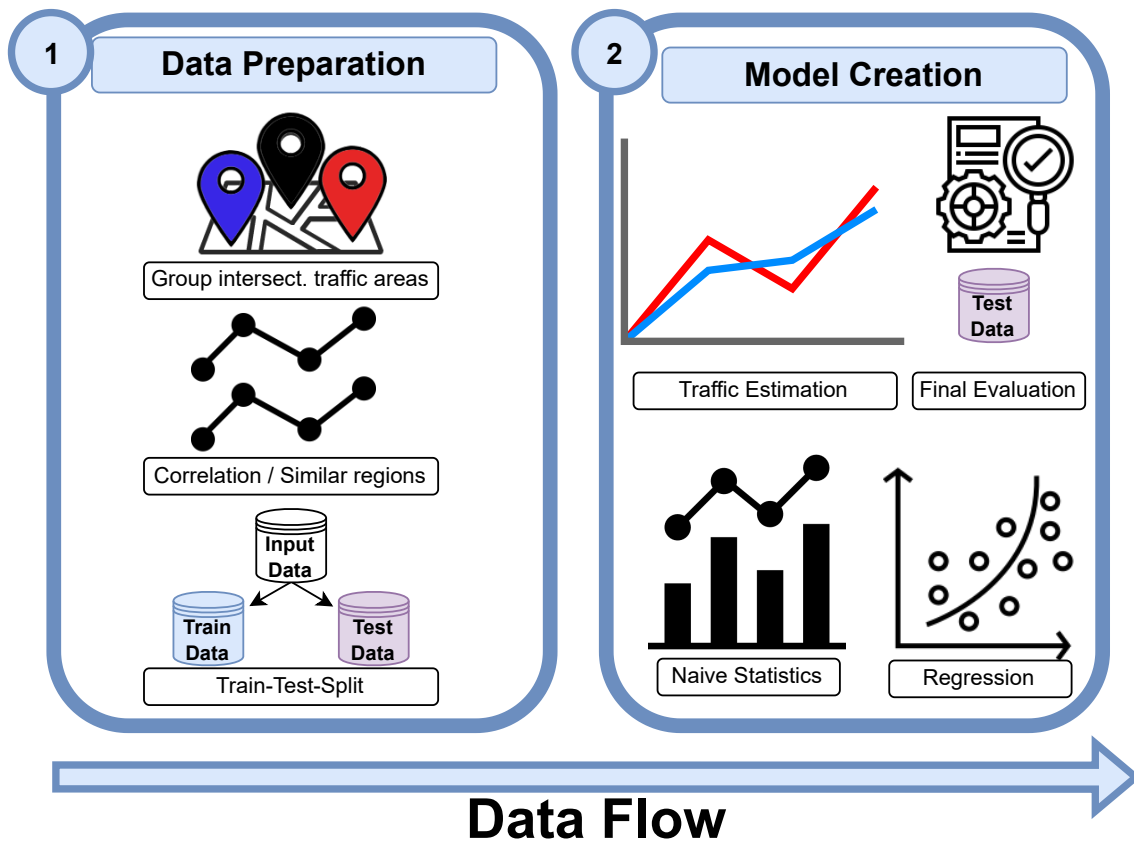 1
Data Preparation
Group intersect. traffic areas
Correlation / Similar regions
Input
Data
Train
Data
Test
Data
Train-Test-Split
2
Model Creation
Test
Data
Traffic Estimation
Final Evaluation
Naive Statistics
Regression
Data Flow